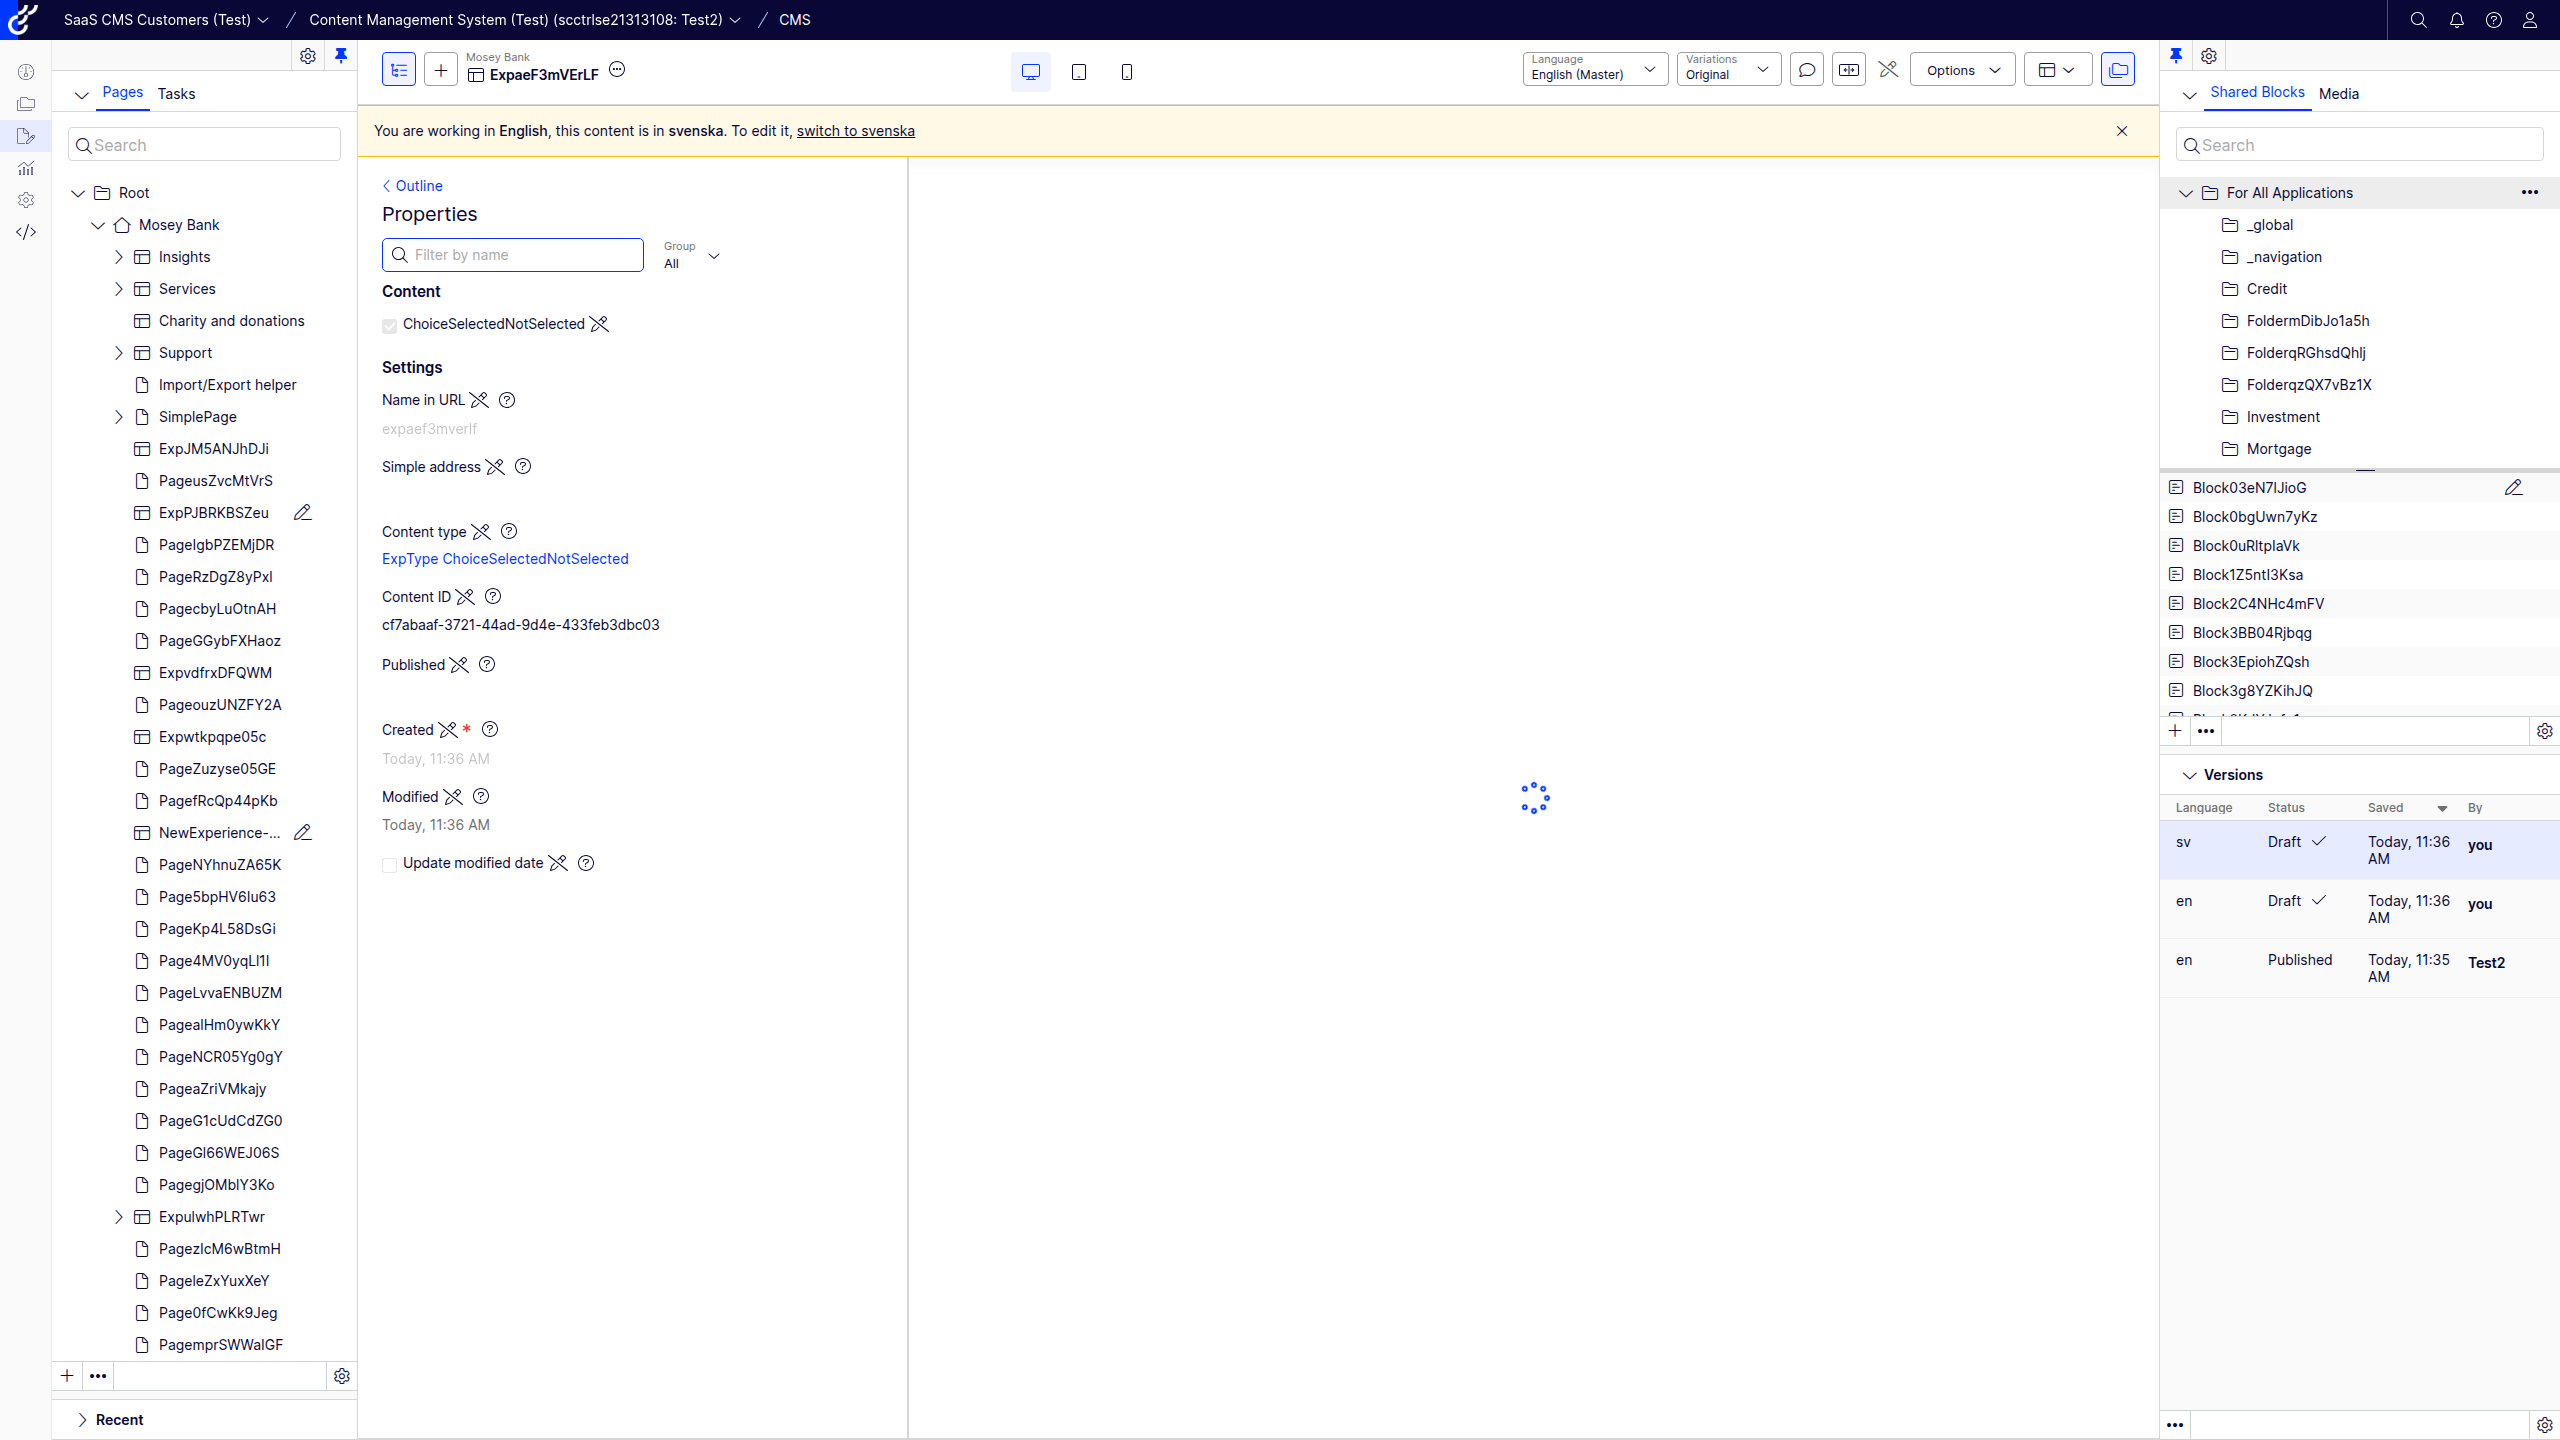 SaaS CMS Customers (Test)
Content Management System (Test) (scctrlse21313108: Test2)
CMS
Pages
Tasks
Search
Root
Mosey Bank
Insights
Services
Charity and donations
Support
Import/Export helper
SimplePage
ExpJM5ANJhDJi
PageusZvcMtVrS
ExpPJBRKBSZeu
PageIgbPZEMjDR
PageRzDgZ8yPxl
PagecbyLuOtnAH
PageGGybFXHaoz
ExpvdfrxDFQWM
PageouzUNZFY2A
Expwtkpqpe05c
PageZuzyse05GE
PagefRcQp44pKb
NewExperience-...
PageNYhnuZA65K
Page5bpHV6Iu63
PageKp4L58DsGi
Page4MV0yqLI1I
PageLvvaENBUZM
PagealHm0ywKkY
PageNCR05Yg0gY
PageaZriVMkajy
PageG1cUdCdZG0
PageGl66WEJ06S
PagegjOMbIY3Ko
ExpulwhPLRTwr
PagezIcM6wBtmH
PageleZxYuxXeY
Page0fCwKk9Jeg
PagemprSWWalGF
Recent
Mosey Bank
ExpaeF3mVErLF
Language
English (Master)
Variations
Original
Options
You are working in English, this content is in svenska. To edit it, switch to svenska
Outline
Properties
Filter by name
Group
All
Content
ChoiceSelectedNotSelected
Settings
Name in URL
expaef3mverlf
Simple address
Content type
ExpType ChoiceSelectedNotSelected
Content ID
cf7abaaf-3721-44ad-9d4e-433feb3dbc03
Published
Created *
Today, 11:36 AM
Modified
Today, 11:36 AM
Update modified date
Shared Blocks
Media
Search
For All Applications
_global
_navigation
Credit
FoldermDibJo1a5h
FolderqRGhsdQhlj
FolderqzQX7vBz1X
Investment
Mortgage
Block03eN7lJioG
Block0bgUwn7yKz
Block0uRltpIaVk
Block1Z5ntI3Ksa
Block2C4NHc4mFV
Block3BB04Rjbqg
Block3EpiohZQsh
Block3g8YZKihJQ
Versions
Language Status Saved By
sv Draft Today, 11:36 AM you
en Draft Today, 11:36 AM you
en Published Today, 11:35 AM Test2